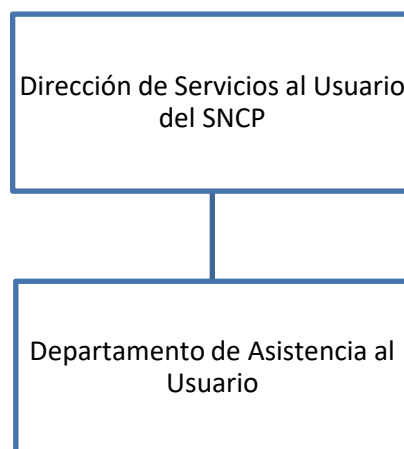 Dirección de Servicios al Usuario
del SNCP
Departamento de Asistencia al
Usuario